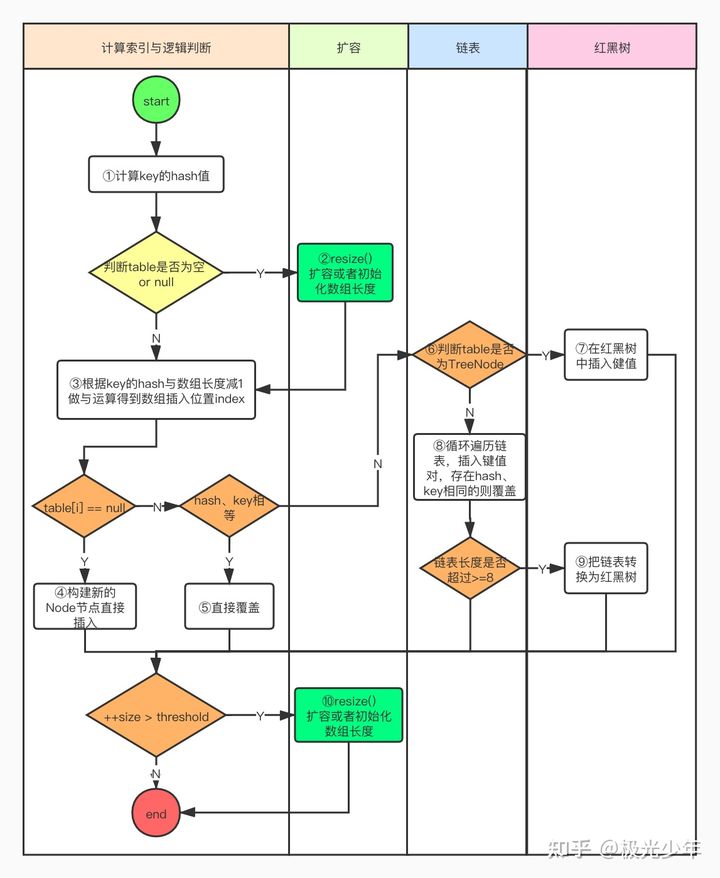 计算索引与逻辑判断
扩容
链表
红黑树
start
①计算key的hash值
判断table是否为空
or null
Y
②resize()
扩容或者初始
化数组长度
N
③根据key的hash与数组长度减1
做与运算得到数组插入位置index
⑥判断table是否
为TreeNode
Y
⑦在红黑树
中插入键值
N
⑧循环遍历链
表，插入键值
对，存在hash、
key相同的则覆盖
N
table[i] == null
N
hash、key相
等
Y
Y
④构建新的
Node节点直接
插入
⑤直接覆盖
链表长度是否
超过>=8
Y
⑨把链表转
换为红黑树
++size > threshold
Y
⑩resize()
扩容或者初始化
数组长度
N
end
知乎 @极光少年